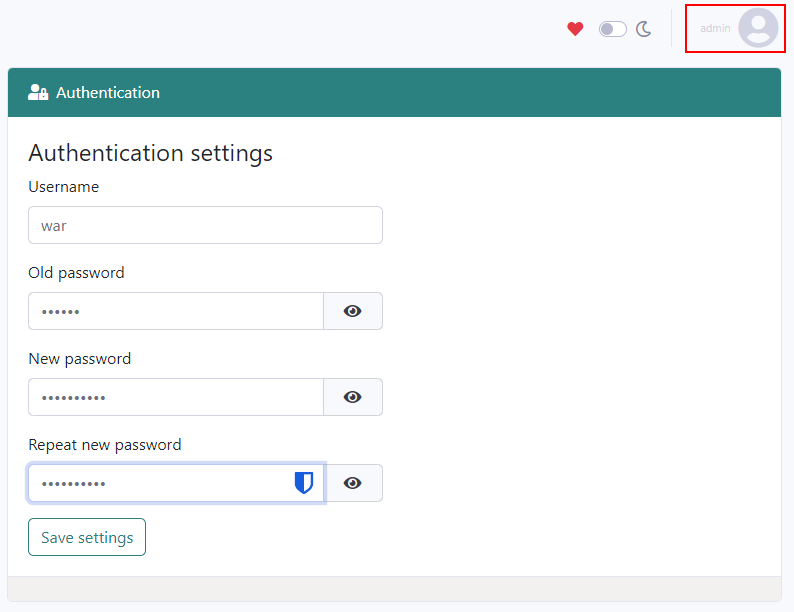 admin
Authentication
Authentication settings
Username
war
Old password
••••••
New password
••••••••••
Repeat new password
••••••••••
Save settings